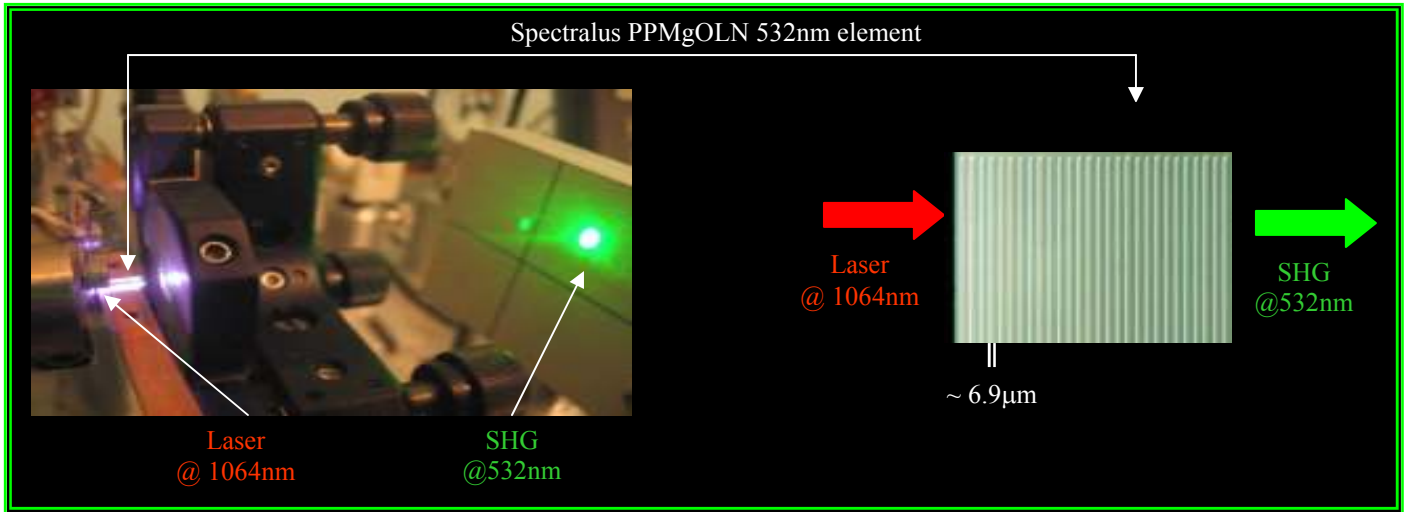 Spectralus PPMgOLN 532nm element
Laser
@ 1064nm
SHG
@532nm
~ 6.9μm
Laser
@ 1064nm
SHG
@532nm